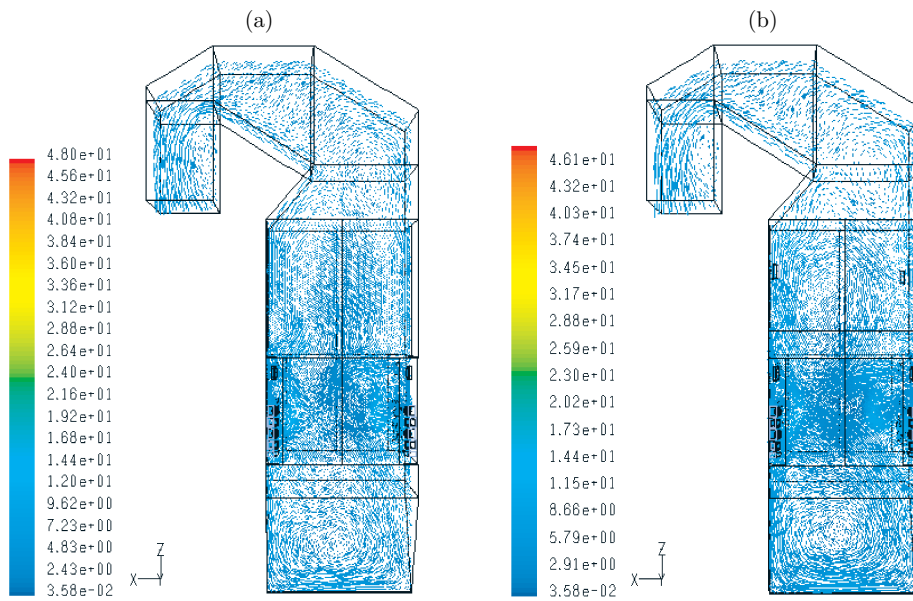 (a)
(b)
4.80e+01
4.56e+01
4.32e+01
4.08e+01
3.84e+01
3.60e+01
3.36e+01
3.12e+01
2.88e+01
2.64e+01
2.40e+01
2.16e+01
1.92e+01
1.68e+01
1.44e+01
1.20e+01
9.62e+00
7.23e+00
4.83e+00
2.43e+00
3.58e-02
Z
X
Y
4.61e+01
4.32e+01
4.03e+01
3.74e+01
3.45e+01
3.17e+01
2.88e+01
2.59e+01
2.30e+01
2.02e+01
1.73e+01
1.44e+01
1.15e+01
8.66e+00
5.79e+00
2.91e+00
3.58e-02
Z
X
Y